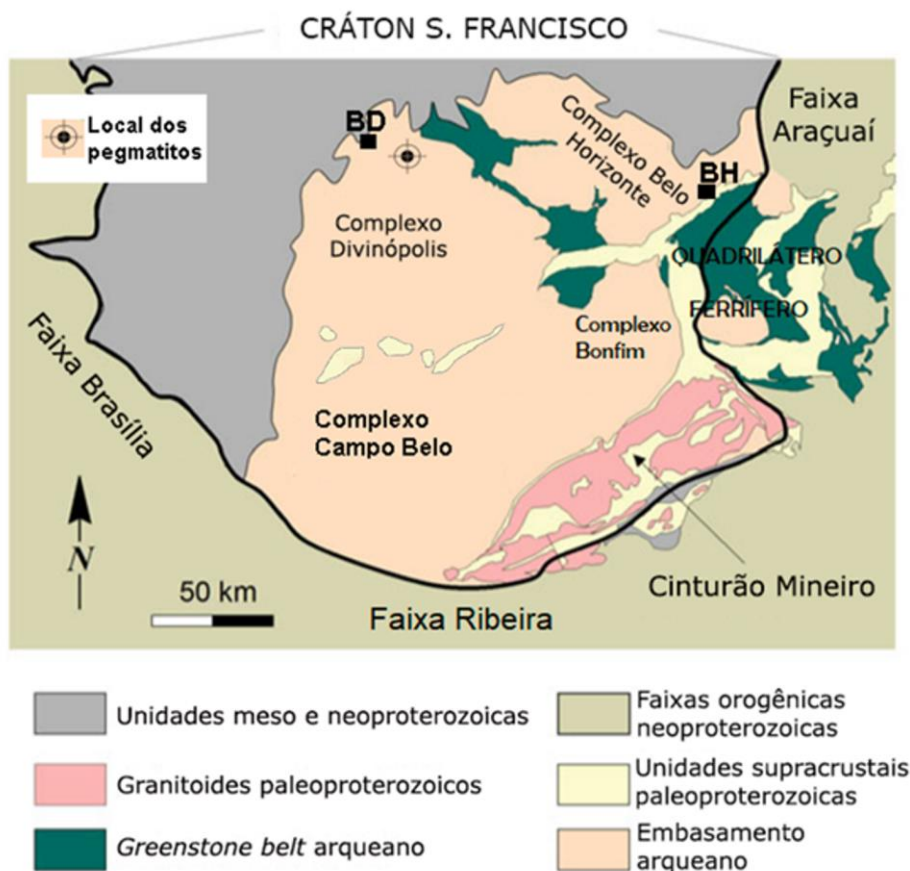 CRÁTON S. FRANCISCO
Local dos
pegmatitos
BD
Complexo Belo
Horizonte
BH
Faixa
Araçuaí
Complexo
Divinópolis
QUADRILÁTERO
FERRÍFERO
Complexo
Bonfim
Faixa Brasília
Complexo
Campo Belo
N
50 km
Cinturão Mineiro
Faixa Ribeira
Unidades meso e neoproterozoicas
Granitoides paleoproterozoicos
Greenstone belt arqueano
Faixas orogênicas
neoproterozoicas
Unidades supracrustais
paleoproterozoicas
Embasamento
arqueano